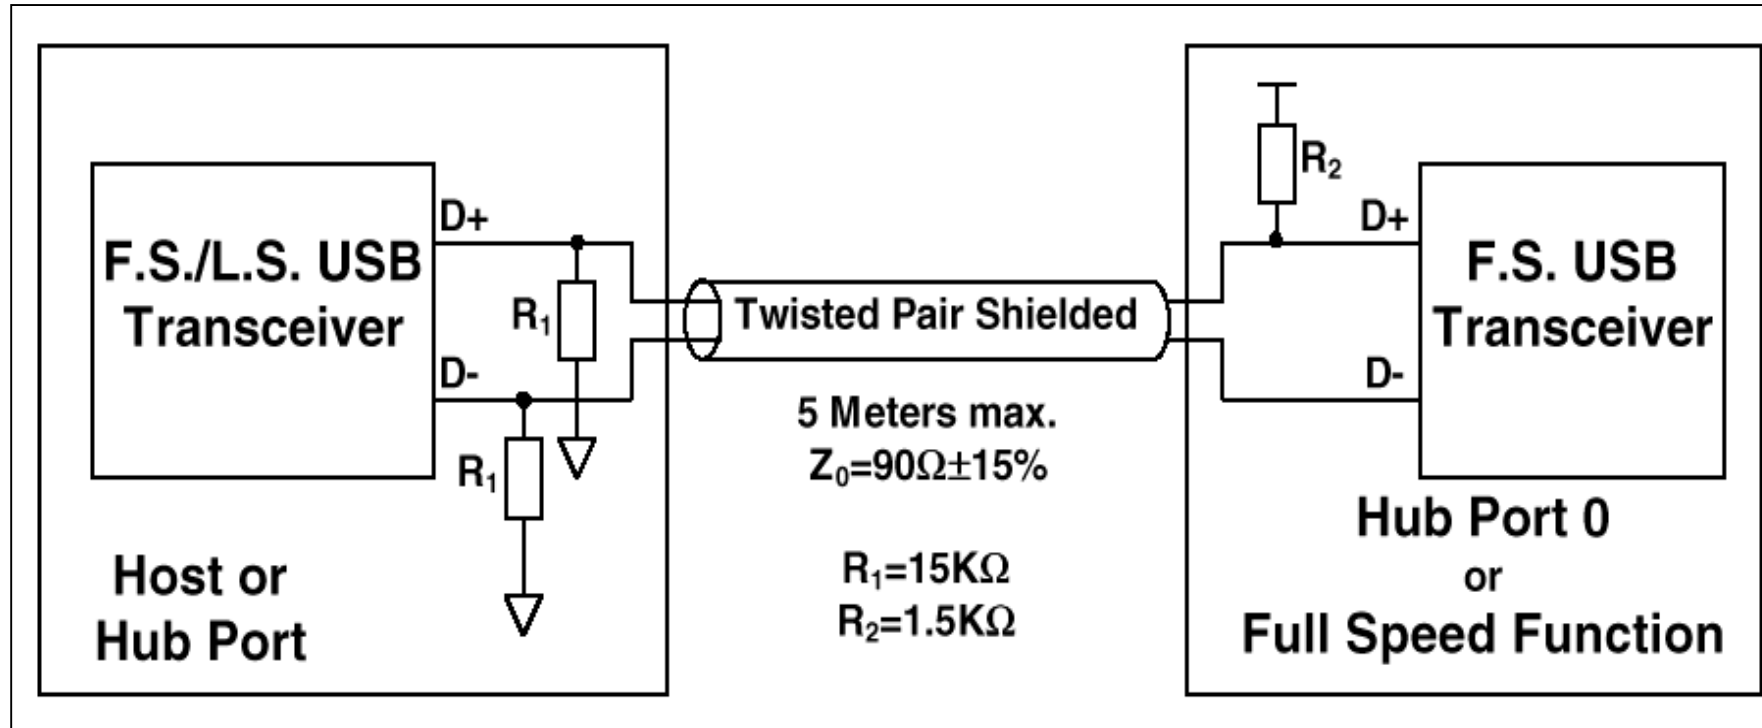 D+
F.S./L.S. USB
Transceiver
R₁
D-
R₁
Host or
Hub Port
Twisted Pair Shielded
5 Meters max.
Z₀=90Ω±15%
R₁=15KΩ
R₂=1.5KΩ
R₂
D+
F.S. USB
Transceiver
D-
Hub Port 0
or
Full Speed Function